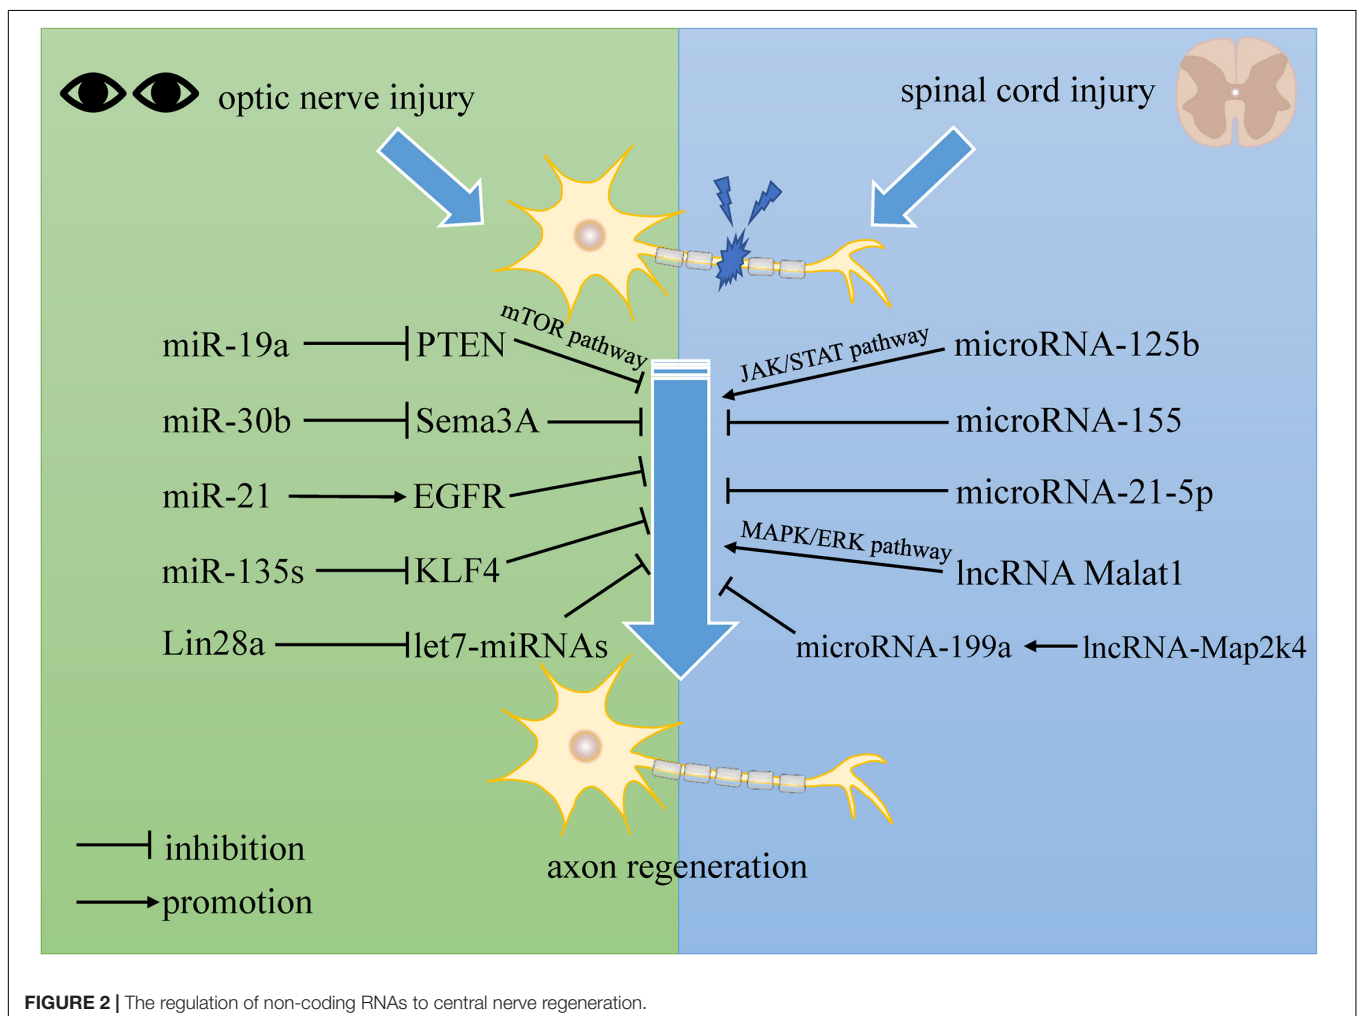 optic nerve injury
spinal cord injury
mTOR pathway
miR-19a PTEN
miR-30b Sema3A
miR-21 EGFR
miR-135s KLF4
Lin28a let7-miRNAs
JAK/STAT pathway
microRNA-125b
microRNA-155
microRNA-21-5p
MAPK/ERK pathway
lncRNA Malat1
microRNA-199a lncRNA-Map2k4
axon regeneration
inhibition
promotion
FIGURE 2 | The regulation of non-coding RNAs to central nerve regeneration.